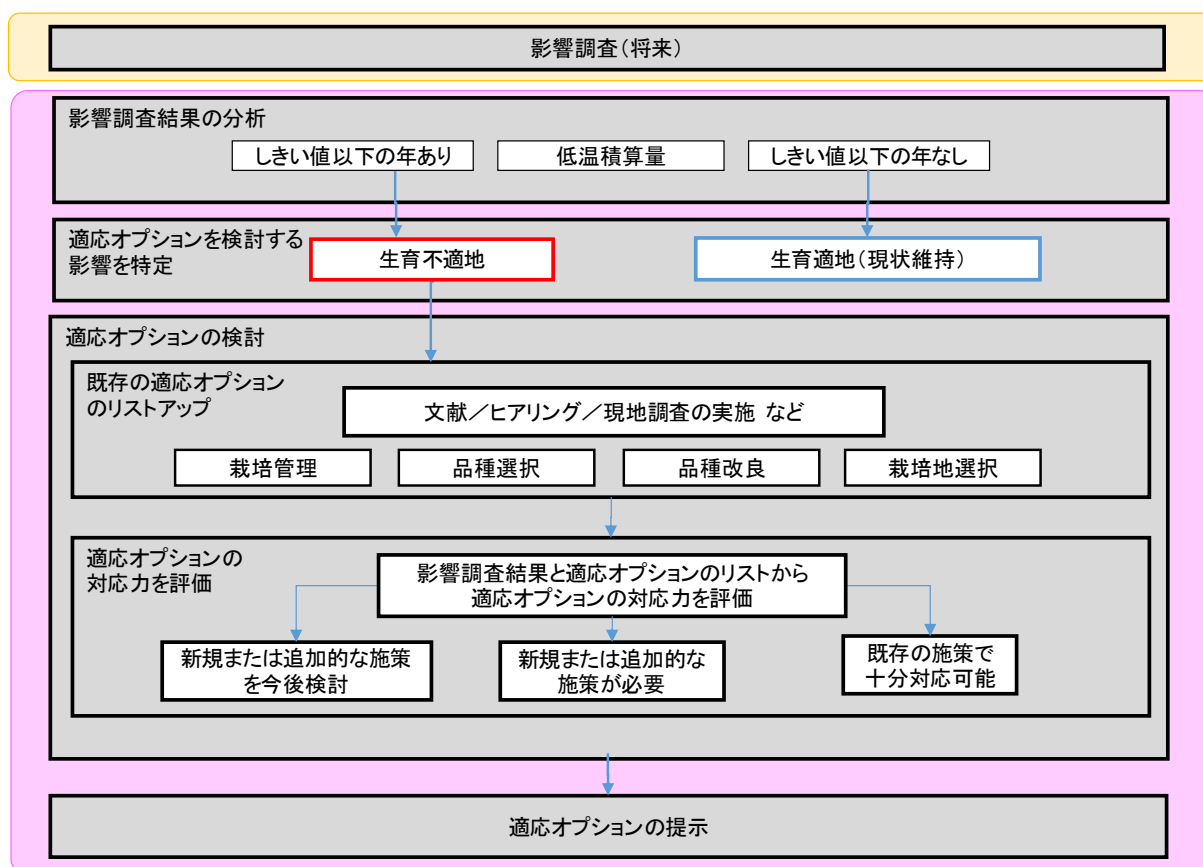 影響調査（将来）
影響調査結果の分析
しきい値以下の年あり
低温積算量
しきい値以下の年なし
適応オプションを検討する
影響を特定
生育不適地
生育適地（現状維持）
適応オプションの検討
既存の適応オプション
のリストアップ
文献／ヒアリング／現地調査の実施 など
栽培管理
品種選択
品種改良
栽培地選択
適応オプションの
対応力を評価
影響調査結果と適応オプションのリストから
適応オプションの対応力を評価
新規または追加的な施策
を今後検討
新規または追加的な
施策が必要
既存の施策で
十分対応可能
適応オプションの提示